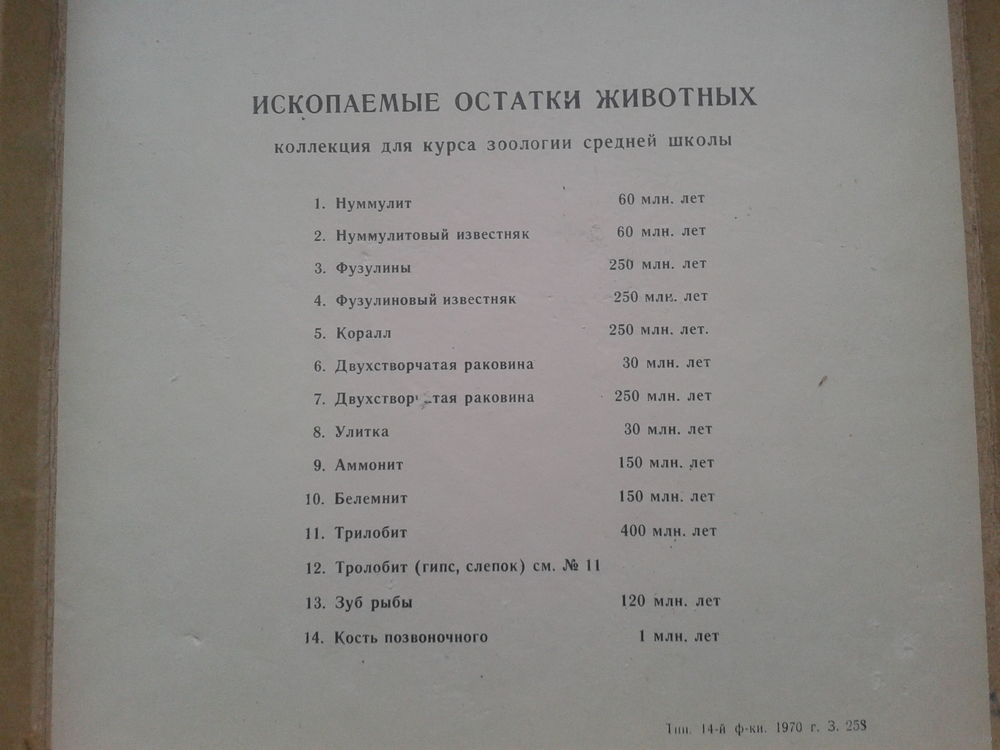 ИСКОПАЕМЫЕ ОСТАТКИ ЖИВОТНЫХ
коллекция для курса зоологии средней школы
1. Нуммулит 60 млн. лет
2. Нуммулитовый известняк 60 млн. лет
3. Фузулины 250 млн. лет
4. Фузулиновый известняк 250 млн. лет
5. Коралл 250 млн. лет.
6. Двухстворчатая раковина 30 млн. лет
7. Двухстворчатая раковина 250 млн. лет
8. Улитка 30 млн. лет
9. Аммонит 150 млн. лет
10. Белемнит 150 млн. лет
11. Трилобит 400 млн. лет
12. Тролобит (гипс, слепок) см. № 11
13. Зуб рыбы 120 млн. лет
14. Кость позвоночного 1 млн. лет
Тип. 14-й ф-ки. 1970 г. З. 258